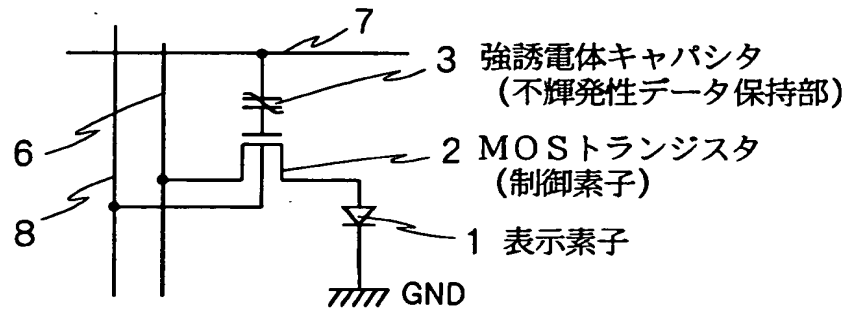 7
3 強誘電体キャパシタ
(不輝発性データ保持部)
6
2 MOSトランジスタ
(制御素子)
8
1 表示素子
GND